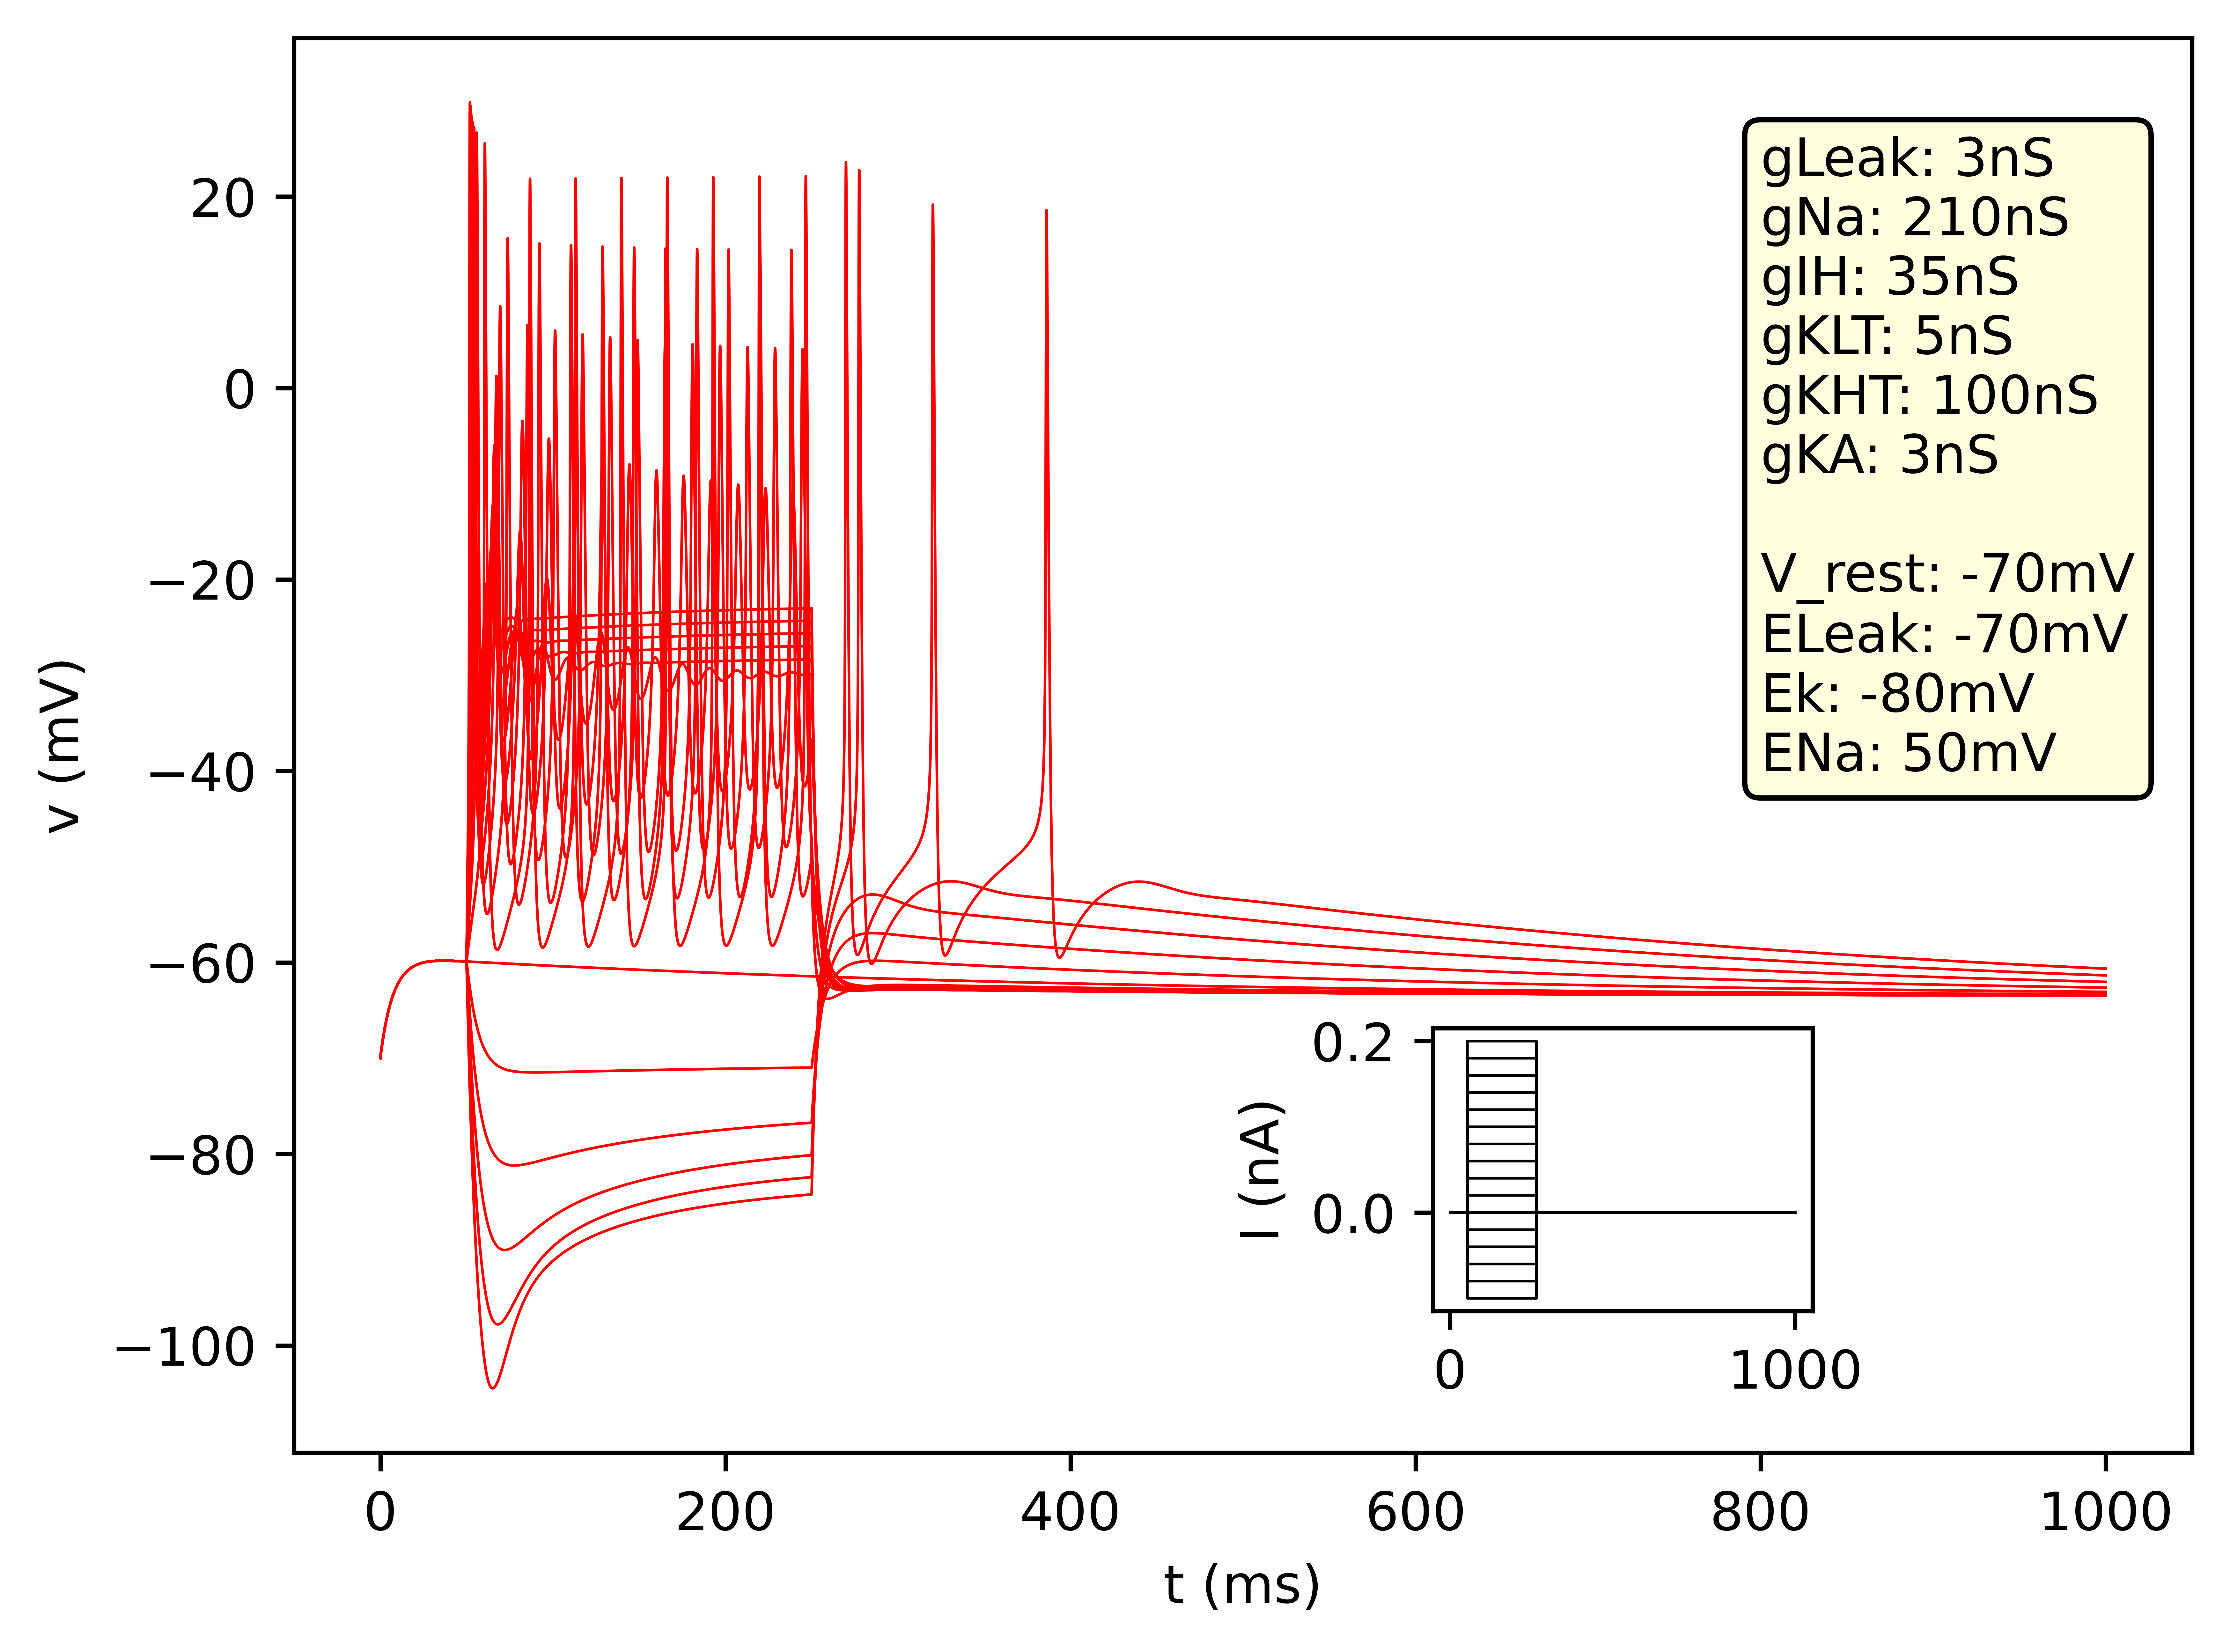 20
0
−20
−40
−60
−80
−100
v (mV)
0
200
400
600
800
1000
t (ms)
gLeak: 3nS
gNa: 210nS
gIH: 35nS
gKLT: 5nS
gKHT: 100nS
gKA: 3nS
V_rest: -70mV
ELeak: -70mV
Ek: -80mV
ENa: 50mV
0.2
0.0
I (nA)
0
1000